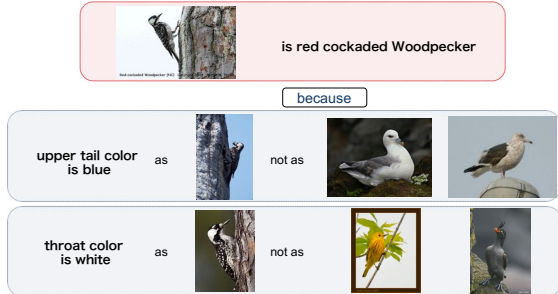 is red cockaded Woodpecker
because
upper tail color
is blue
as
not as
throat color
is white
as
not as